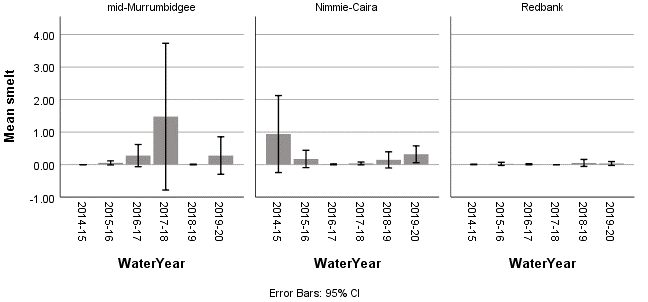 mid-Murrumbidgee Nimmie-Caira Redbank
4.00
3.00
2.00
1.00
0.00
-1.00
Mean smelt
2014-15 2015-16 2016-17 2017-18 2018-19 2019-20 2014-15 2015-16 2016-17 2017-18 2018-19 2019-20 2014-15 2015-16 2016-17 2017-18 2018-19 2019-20
WaterYear WaterYear WaterYear
Error Bars: 95% CI